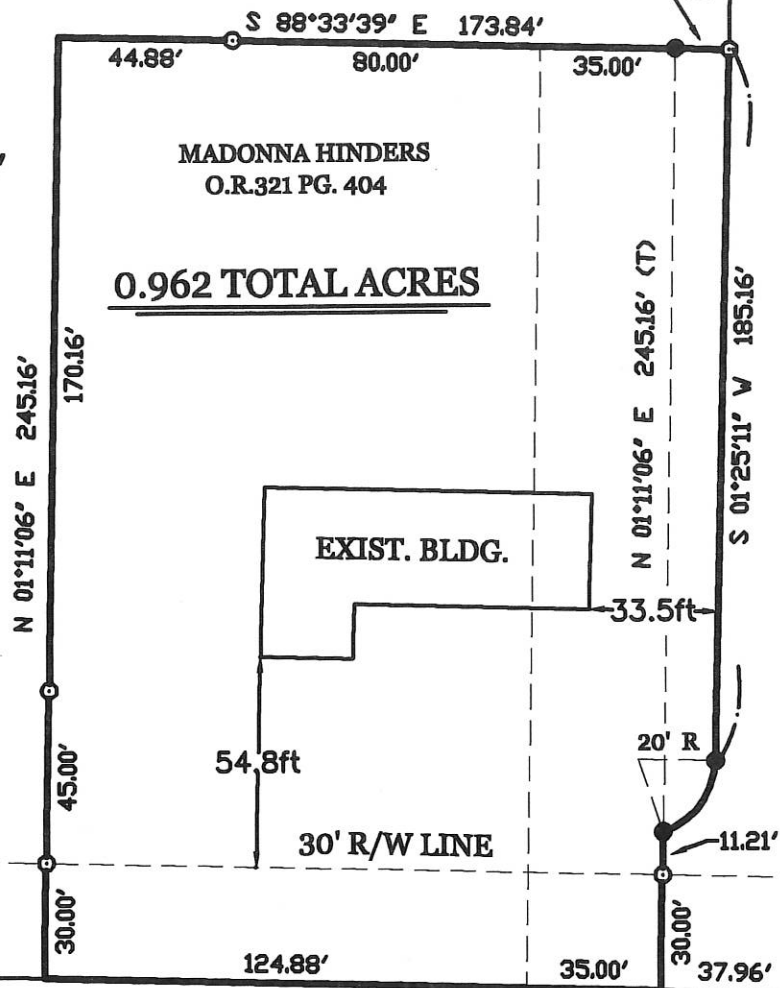 S 88°33'39" E 173.84'
44.88'
80.00'
35.00'
MADONNA HINDERS
O.R.321 PG. 404
0.962 TOTAL ACRES
N 01°11'06" E 245.16'
170.16'
N 01°11'06" E 245.16' (T)
S 01°25'11" W 185.16'
EXIST. BLDG.
33.5ft
45.00'
54.8ft
20' R
30' R/W LINE
11.21'
30.00'
30.00'
124.88'
35.00'
37.96'